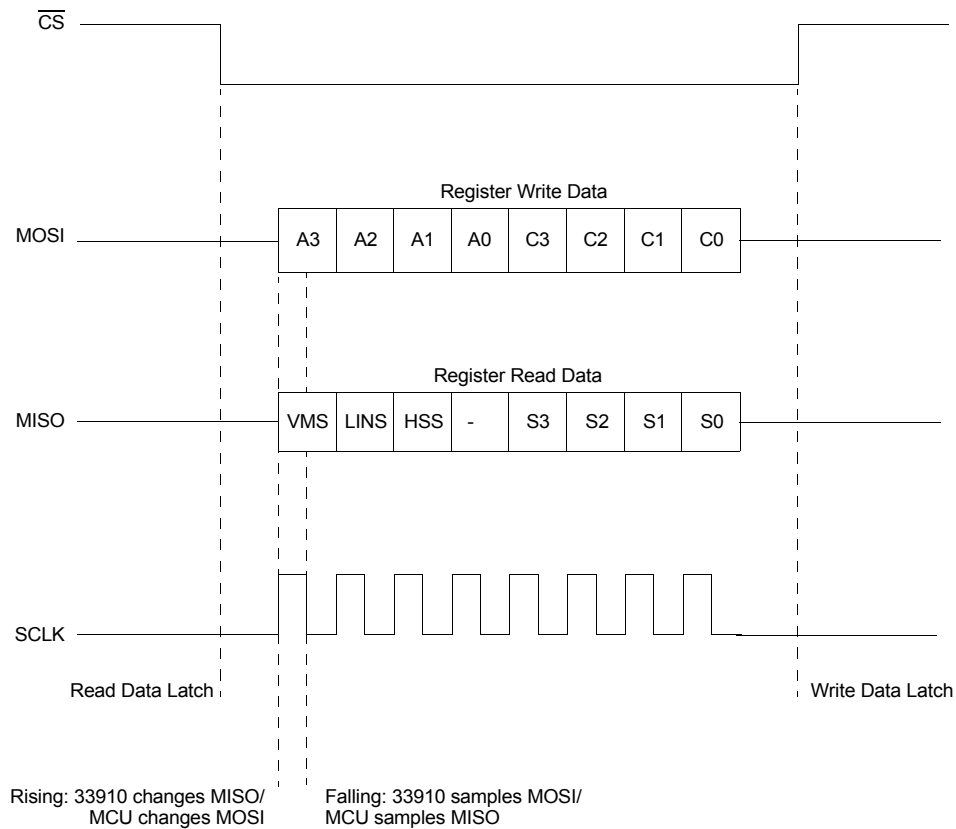 CS
Register Write Data
MOSI A3 A2 A1 A0 C3 C2 C1 C0
Register Read Data
MISO VMS LINS HSS - S3 S2 S1 S0
SCLK
Read Data Latch
Write Data Latch
Rising: 33910 changes MISO/
MCU changes MOSI
Falling: 33910 samples MOSI/
MCU samples MISO